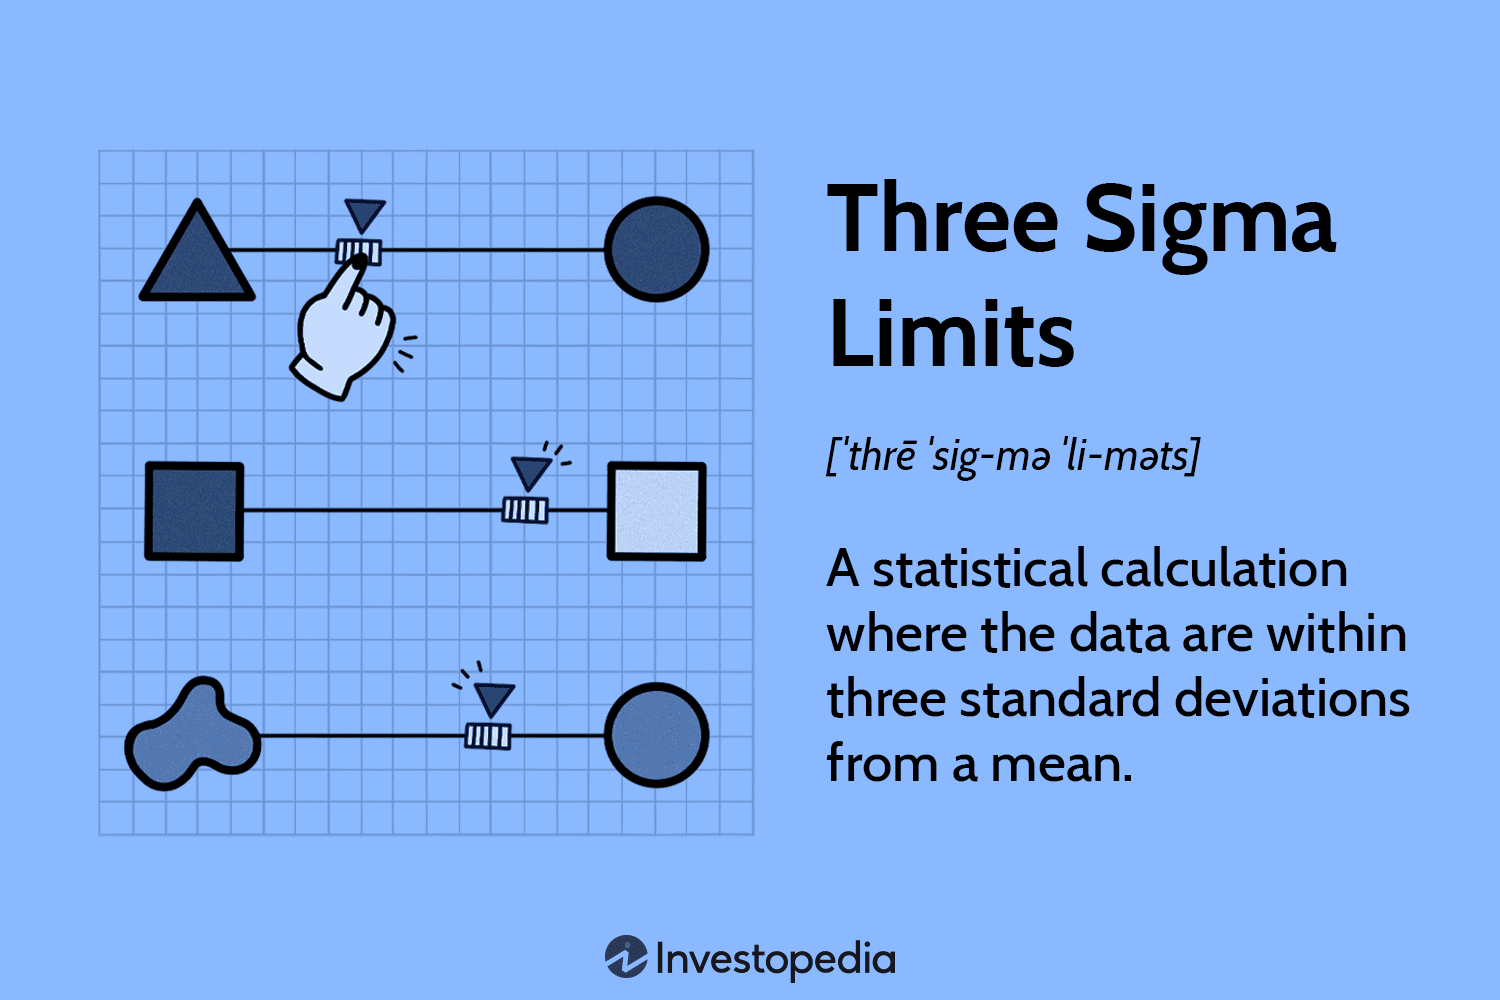 Three Sigma
Limits
[ˈthrē ˈsig-mə ˈli-məts]
A statistical calculation
where the data are within
three standard deviations
from a mean.
Investopedia